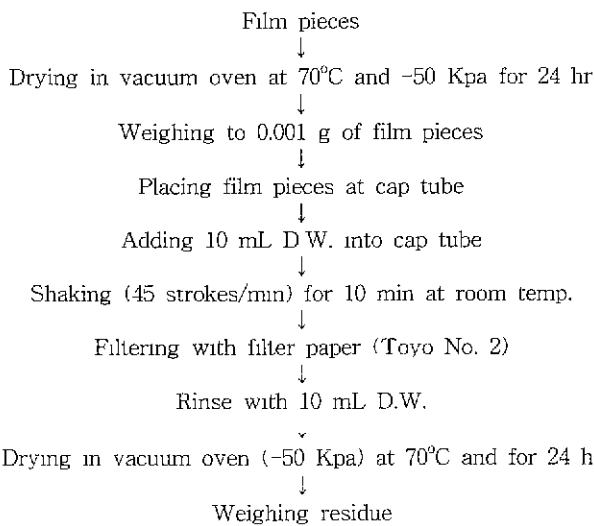 Film pieces
↓
Drying in vacuum oven at 70°C and -50 Kpa for 24 hr
↓
Weighing to 0.001 g of film pieces
↓
Placing film pieces at cap tube
↓
Adding 10 mL D W. into cap tube
↓
Shaking (45 strokes/min) for 10 min at room temp.
↓
Filtering with filter paper (Toyo No. 2)
↓
Rinse with 10 mL D.W.
↓
Drying in vacuum oven (-50 Kpa) at 70°C and for 24 h
↓
Weighing residue